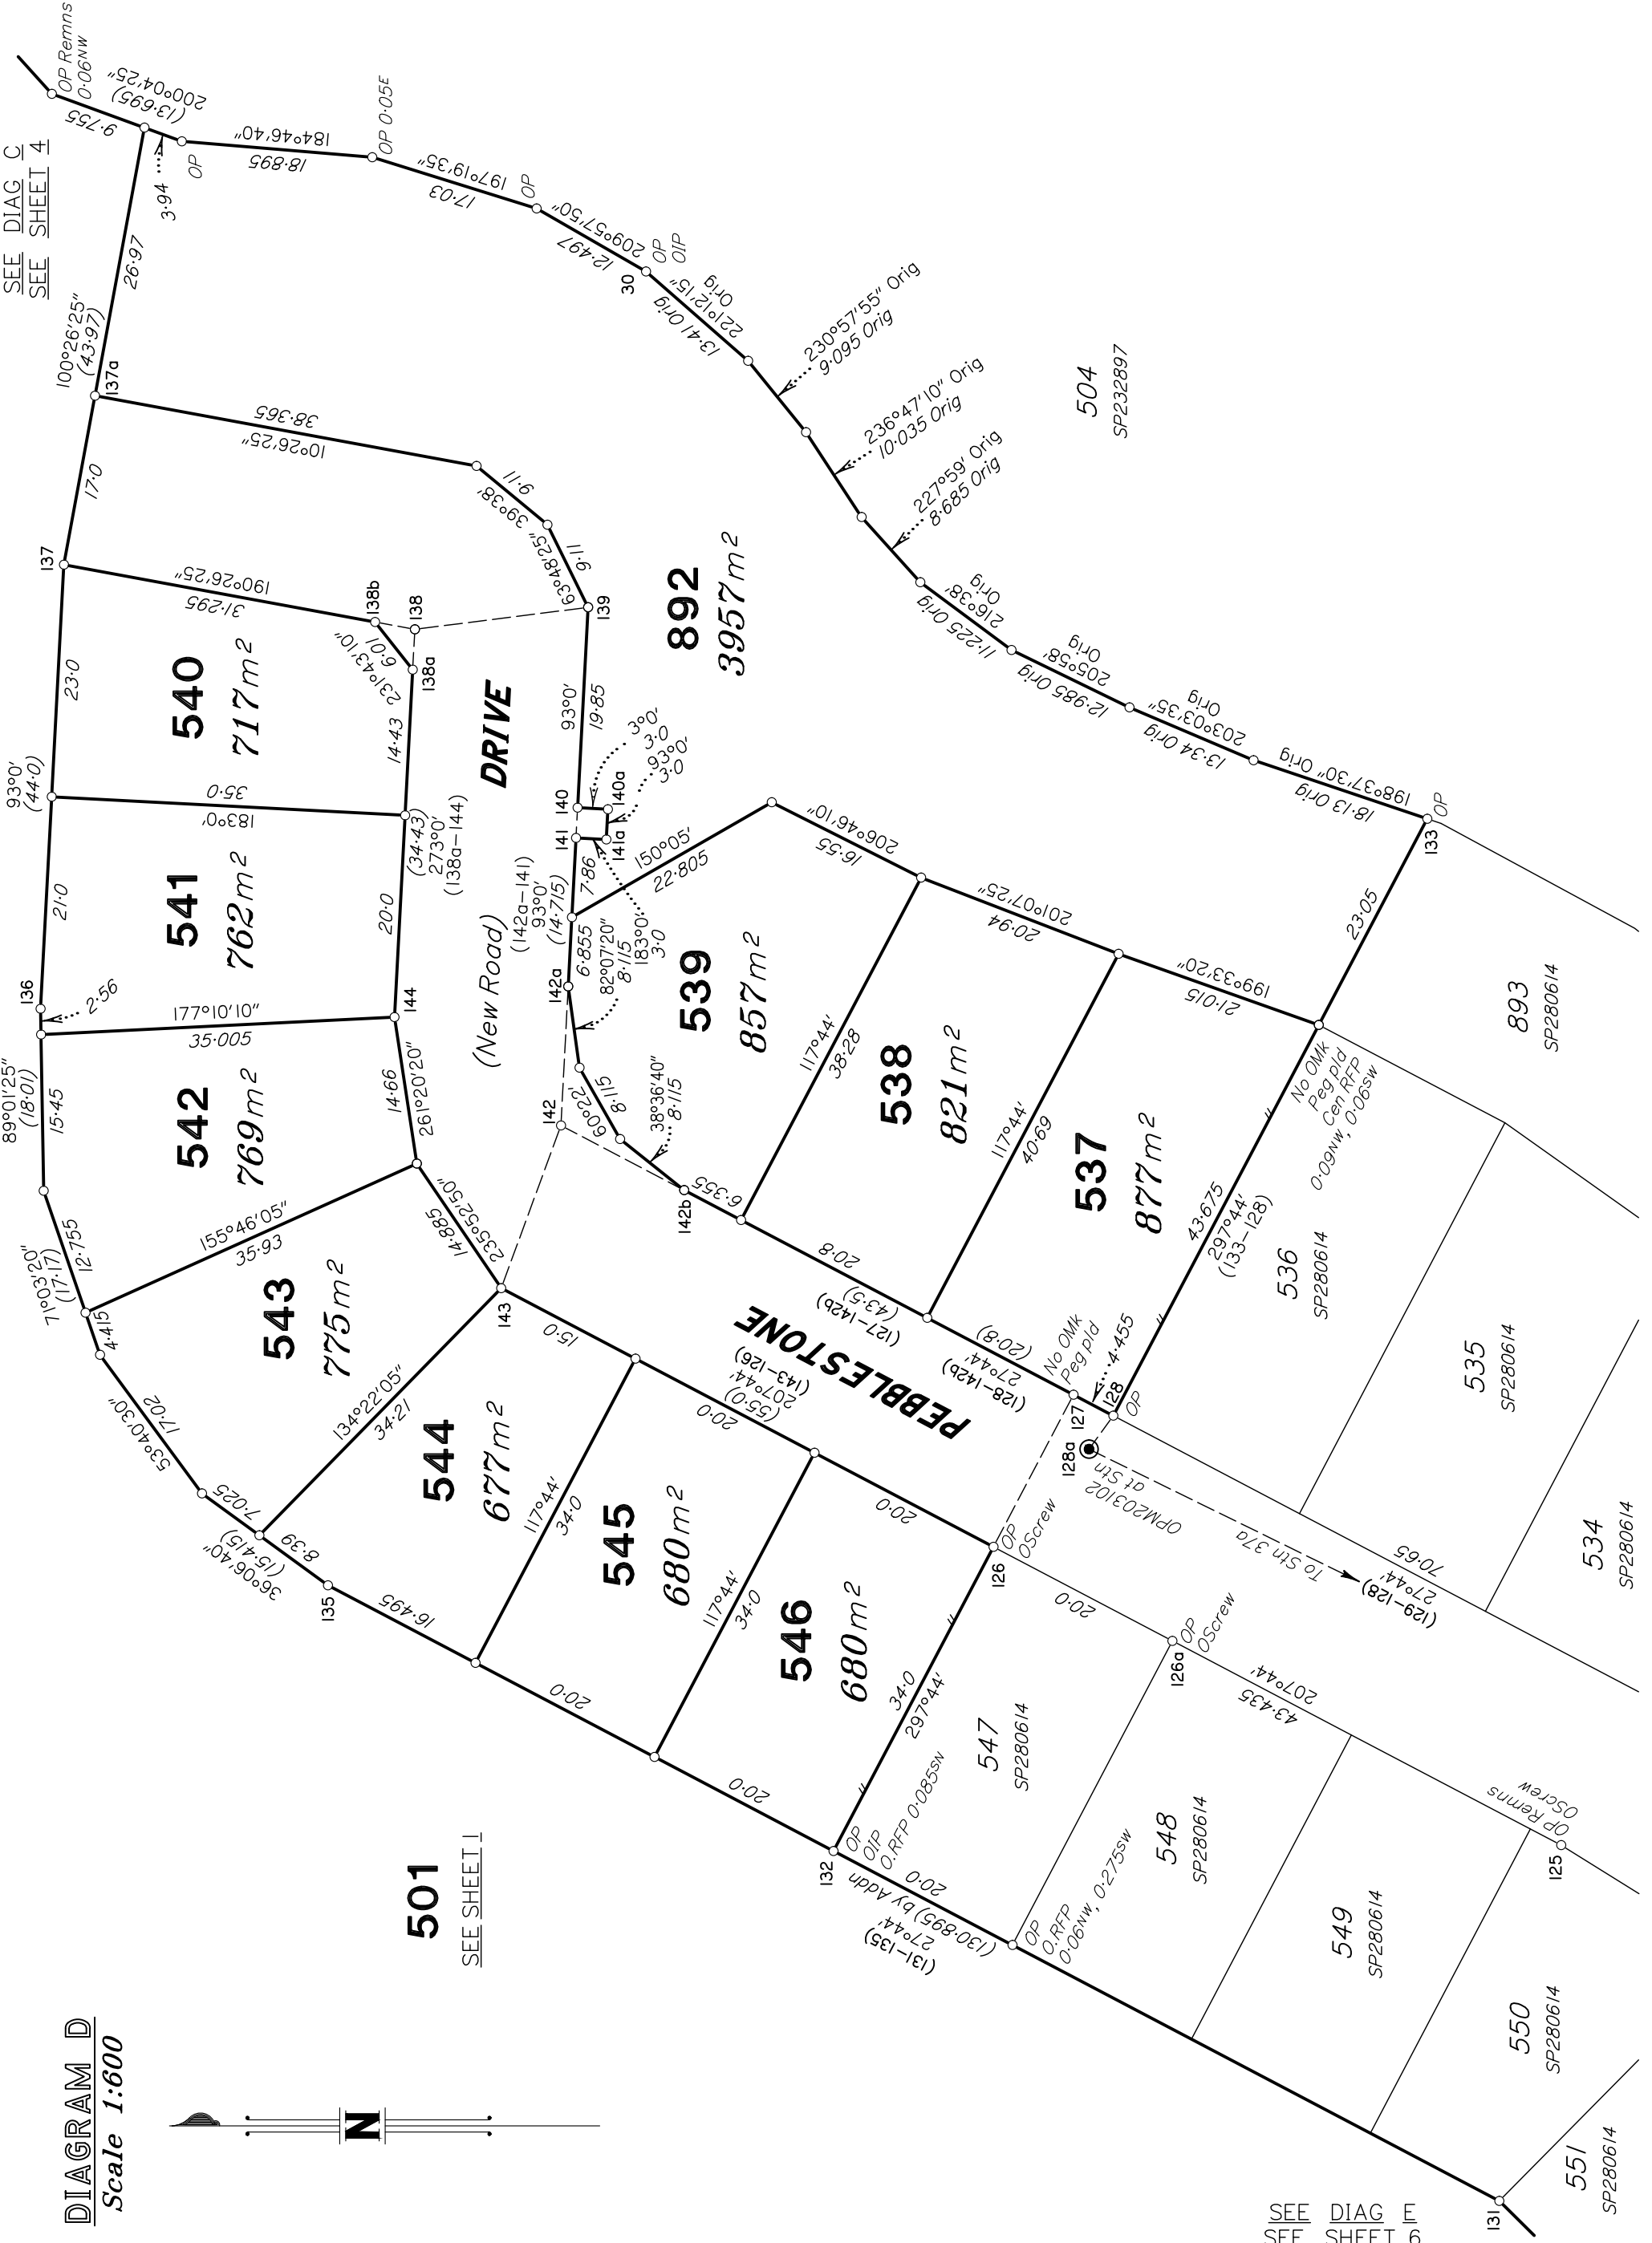 DIAGRAM D
Scale 1:600
N
SEE DIAG C
SEE SHEET 4
OP Remns
0·06NW
9·755
200°04'25"
(13·695)
3·94
OP
184°46'40"
18·895
OP 0·05E
197°19'35"
17·03
OP
209°57'50"
12·497
30
OP
OIP
221°12'15"
Orig
13·41 Orig
230°57'55" Orig
9·095 Orig
236°47'10" Orig
10·035 Orig
227°59' Orig
8·685 Orig
216°38'
Orig
11·225 Orig
205°58'
Orig
12·985 Orig
203°03'35"
Orig
13·34 Orig
198°37'30" Orig
18·13 Orig
OP
133
504
SP232897
26·97
100°26'25"
(43·97)
137a
17·0
137
38·365
10°26'25"
9·11
39°38'
9·11
63°48'25"
139
138
138b
138a
190°26'25"
31·295
6·01
231°43'10"
23·0
540
717m²
93°0'
(44·0)
14·43
35·0
183°0'
21·0
541
762m²
20·0
(34·43)
273°0'
(138a–144)
136
2·56
177°01'01"
35·500
144
89°01'25"
(18·01)
15·45
542
769m²
14·66
261°20'20"
71°03'20"
(17·17)
12·755
155°46'05"
35·93
4·415
543
775m²
14·885
235°52'50"
143
53°40'30"
17·02
134°22'05"
34·21
7·025
36°06'40"
(15·415)
8·39
135
544
677m²
15·0
16·495
117°44'
34·0
545
680m²
20·0
20·0
(55·0)
207°44'
(143–126)
117°44'
34·0
546
680m²
20·0
20·0
34·0
297°44'
126
OP
OScrew
132
OP
OIP
O.RFP 0·085SN
DRIVE
(New Road)
PEBBLESTONE
892
3957m²
93°0'
19·85
3°0'
3·0
93°0'
3·0
140
140a
141
141a
(142a–141)
93°0'
(14·715)
7·86
6·855
183°0'
3·0
82°07'20"
8·115
142a
142
60°22'
8·115
38°36'40"
8·115
142b
6·355
150°05'
22·805
539
857m²
206°46'10"
16·55
117°44'
38·28
538
821m²
201°07'25"
20·94
20·8
(43·5)
(127–142b)
117°44'
40·69
537
877m²
199°33'20"
21·015
(20·8)
27°44'
(128–142b)
43·675
297°44'
(133–128)
23·05
No OMk
Peg pld
Cen RFP
0·09NW, 0·06SW
No OMk
Peg pld
127
4·455
128
OP
128a
OPM203102
at Stn
To Stn 37a
70·65
27°44'
(129–128)
893
SP280614
536
SP280614
535
SP280614
534
SP280614
501
SEE SHEET 1
20·0
(130·895) by Addn
27°44'
(131–135)
547
SP280614
20·0
126a
OP
OScrew
OP
O.RFP
0·06NW, 0·275SW
548
SP280614
207°44'
43·435
549
SP280614
OP Remns
OScrew
125
550
SP280614
551
SP280614
131
SEE DIAG E
SEE SHEET 6